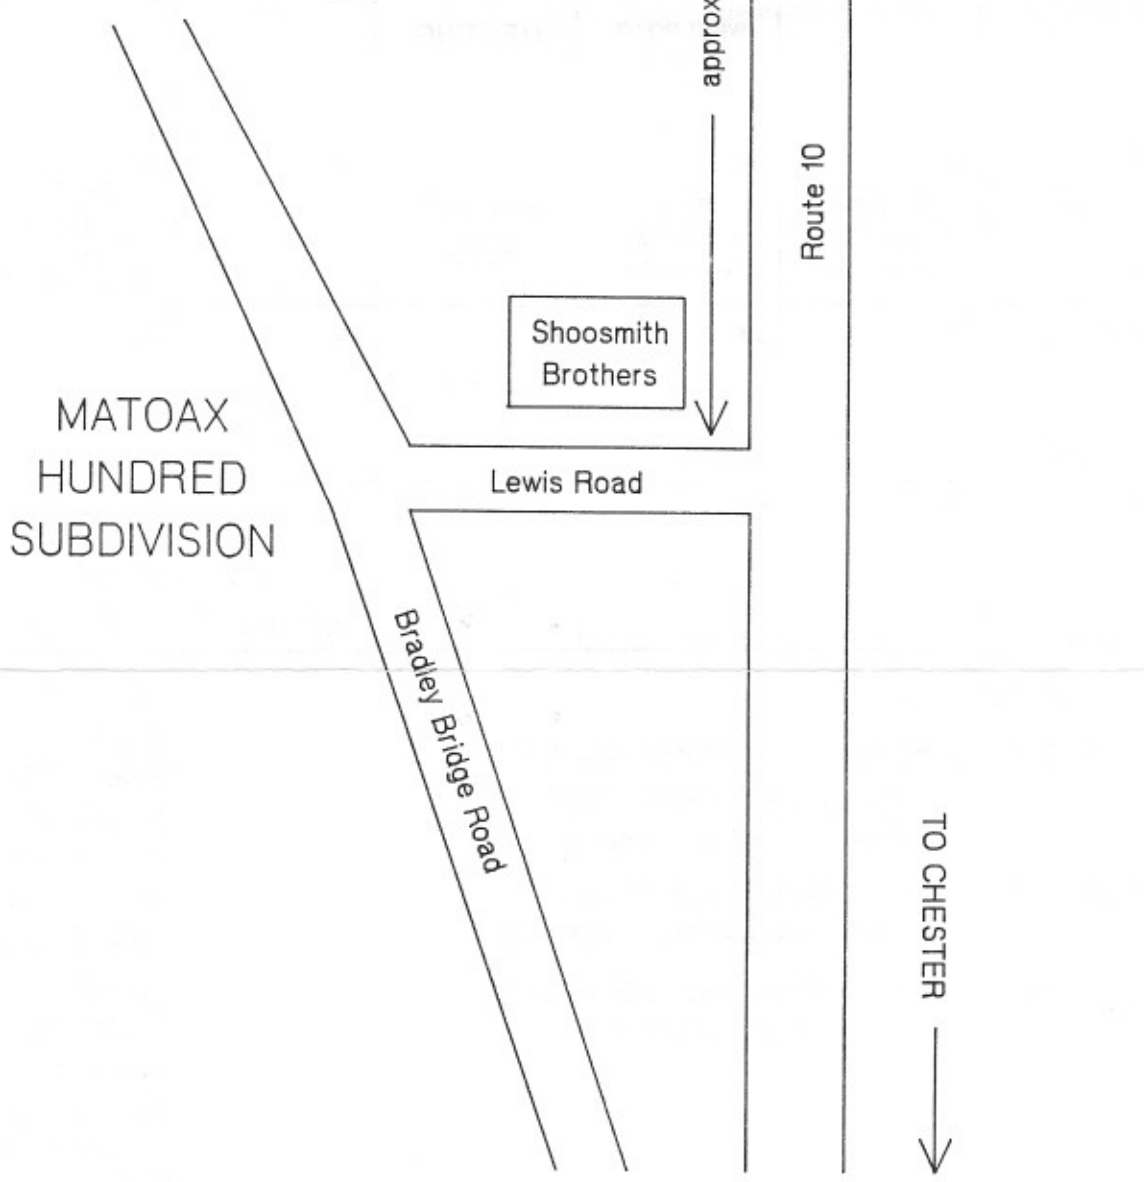 approx
Route 10
Shoosmith
Brothers
MATOAX
HUNDRED
SUBDIVISION
Lewis Road
Bradley Bridge Road
TO CHESTER